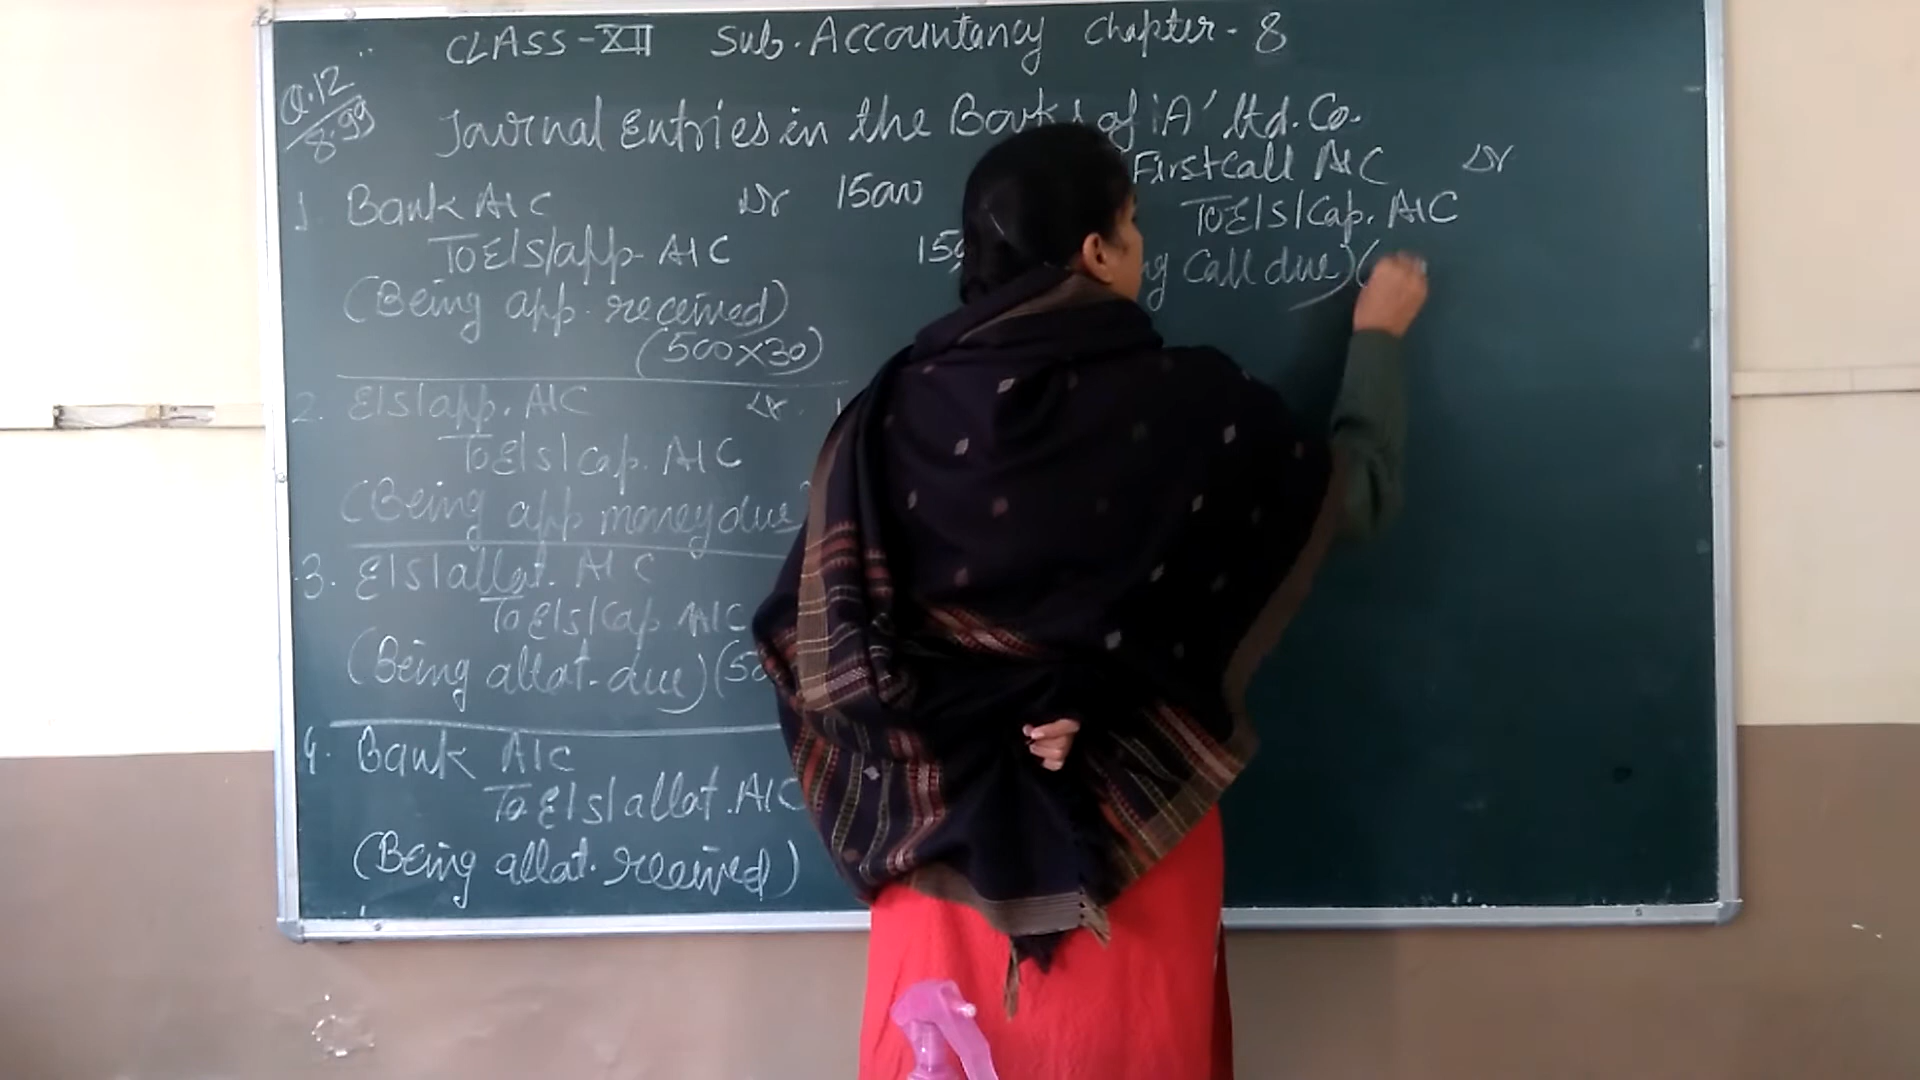 CLASS-XII Sub. Accountancy Chapter-8
Q.12
8.99
Journal Entries in the Books of 'A' ltd. Co.
1. Bank A/C Dr 15000
To E/S/app. A/C 15
(Being app. received)
(500×30)
2. E/S/app. A/C Dr.
To E/S/Cap. A/C
(Being app money due)
3. E/S/allot. A/C
To E/S/Cap A/C
(Being allot. due) (50
4. Bank A/C
To E/S/allot. A/C
(Being allot. received)
First Call A/C Dr
To E/S/Cap. A/C
ng Call due) (